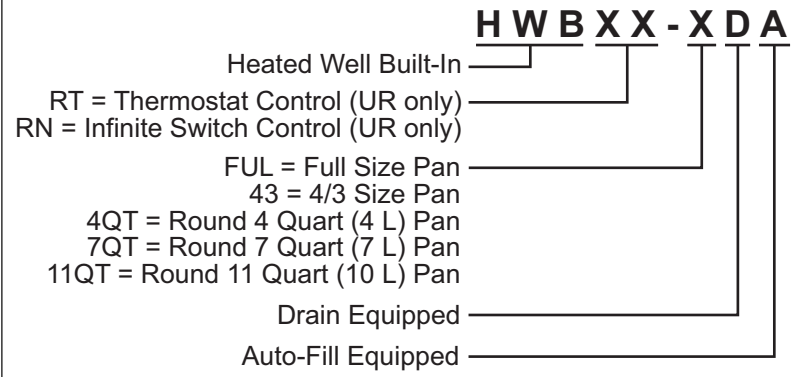 H W B X X - X D A
Heated Well Built-In
RT = Thermostat Control (UR only)
RN = Infinite Switch Control (UR only)
FUL = Full Size Pan
43 = 4/3 Size Pan
4QT = Round 4 Quart (4 L) Pan
7QT = Round 7 Quart (7 L) Pan
11QT = Round 11 Quart (10 L) Pan
Drain Equipped
Auto-Fill Equipped